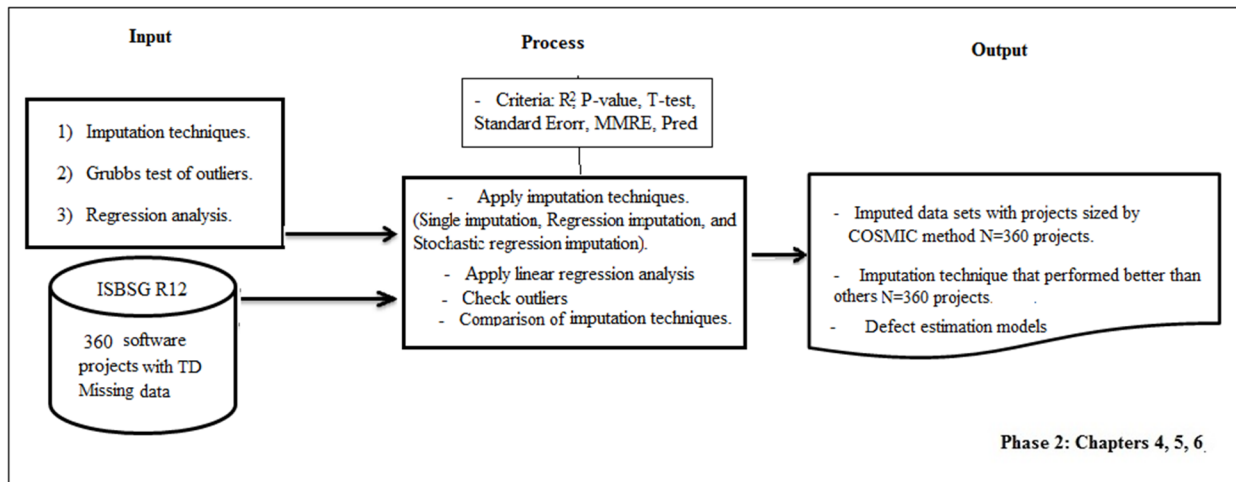 Input
Process
Output
1) Imputation techniques.
2) Grubbs test of outliers.
3) Regression analysis.
ISBSG R12
360 software
projects with TD
Missing data
- Criteria: R², P-value, T-test,
Standard Erorr, MMRE, Pred
- Apply imputation techniques.
(Single imputation, Regression imputation, and
Stochastic regression imputation).
- Apply linear regression analysis
- Check outliers
- Comparison of imputation techniques.
- Imputed data sets with projects sized by
COSMIC method N=360 projects.
- Imputation technique that performed better than
others N=360 projects.
- Defect estimation models
Phase 2: Chapters 4, 5, 6.